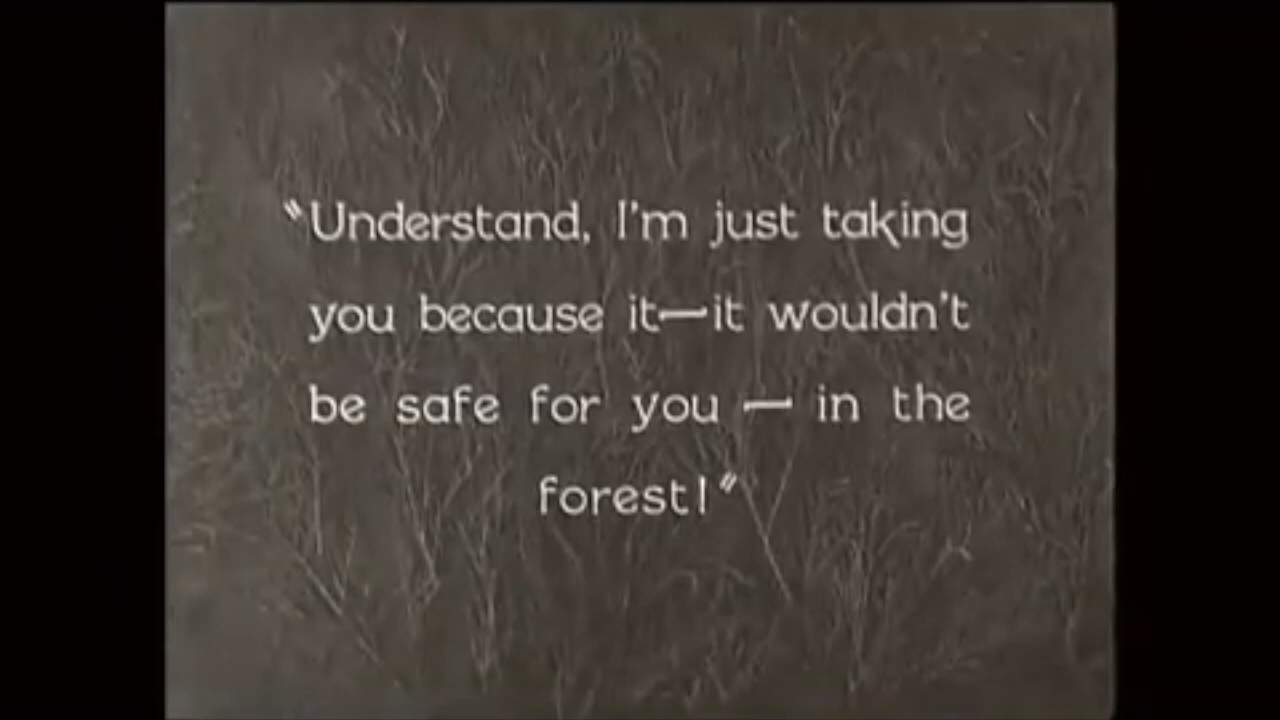 "Understand, I'm just taking
you because it—it wouldn't
be safe for you — in the
forest!"